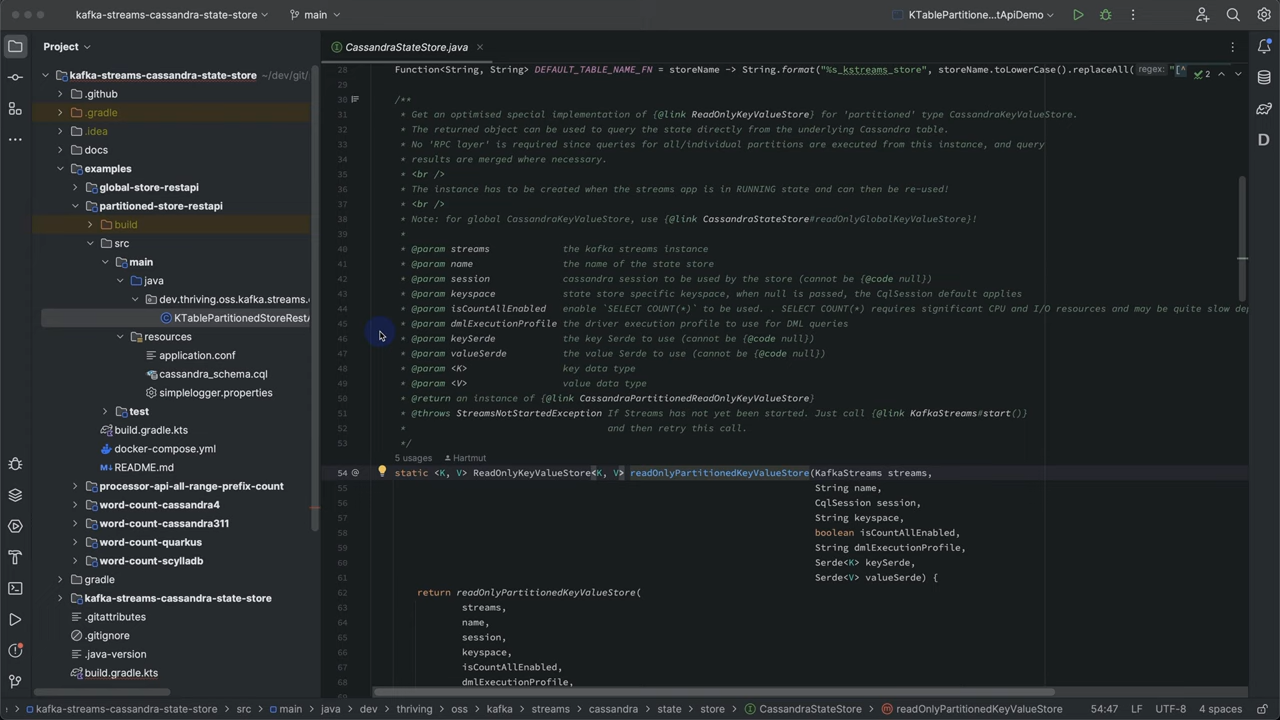 kafka-streams-cassandra-state-store
main
KTablePartitione...tApiDemo
Project
CassandraStateStore.java
kafka-streams-cassandra-state-store ~/dev/git/
.github
.gradle
.idea
docs
examples
global-store-restapi
partitioned-store-restapi
build
src
main
java
dev.thriving.oss.kafka.streams.
KTablePartitionedStoreRestA
resources
application.conf
cassandra_schema.cql
simplelogger.properties
test
build.gradle.kts
docker-compose.yml
README.md
processor-api-all-range-prefix-count
word-count-cassandra4
word-count-cassandra311
word-count-quarkus
word-count-scylladb
gradle
kafka-streams-cassandra-state-store
.gitattributes
.gitignore
.java-version
build.gradle.kts
28 Function<String, String> DEFAULT_TABLE_NAME_FN = storeName -> String.format("%s_kstreams_store", storeName.toLowerCase().replaceAll( regex: "[^
2
29
30 /**
31 * Get an optimised special implementation of {@link ReadOnlyKeyValueStore} for 'partitioned' type CassandraKeyValueStore.
32 * The returned object can be used to query the state directly from the underlying Cassandra table.
33 * No 'RPC layer' is required since queries for all/individual partitions are executed from this instance, and query
34 * results are merged where necessary.
35 * <br />
36 * The instance has to be created when the streams app is in RUNNING state and can then be re-used!
37 * <br />
38 * Note: for global CassandraKeyValueStore, use {@link CassandraStateStore#readOnlyGlobalKeyValueStore}!
39 *
40 * @param streams the kafka streams instance
41 * @param name the name of the state store
42 * @param session cassandra session to be used by the store (cannot be {@code null})
43 * @param keyspace state store specific keyspace, when null is passed, the CqlSession default applies
44 * @param isCountAllEnabled enable `SELECT COUNT(*)` to be used. . SELECT COUNT(*) requires significant CPU and I/O resources and may be quite slow dep
45 * @param dmlExecutionProfile the driver execution profile to use for DML queries
46 * @param keySerde the key Serde to use (cannot be {@code null})
47 * @param valueSerde the value Serde to use (cannot be {@code null})
48 * @param <K> key data type
49 * @param <V> value data type
50 * @return an instance of {@link CassandraPartitionedReadOnlyKeyValueStore}
51 * @throws StreamsNotStartedException If Streams has not yet been started. Just call {@link KafkaStreams#start()}
52 * and then retry this call.
53 */
5 usages Hartmut
54 @ static <K, V> ReadOnlyKeyValueStore<K, V> readOnlyPartitionedKeyValueStore(KafkaStreams streams,
55 String name,
56 CqlSession session,
57 String keyspace,
58 boolean isCountAllEnabled,
59 String dmlExecutionProfile,
60 Serde<K> keySerde,
61 Serde<V> valueSerde) {
62 return readOnlyPartitionedKeyValueStore(
63 streams,
64 name,
65 session,
66 keyspace,
67 isCountAllEnabled,
68 dmlExecutionProfile,
kafka-streams-cassandra-state-store > src > main > java > dev > thriving > oss > kafka > streams > cassandra > state > store > CassandraStateStore > readOnlyPartitionedKeyValueStore
54:47 LF UTF-8 4 spaces